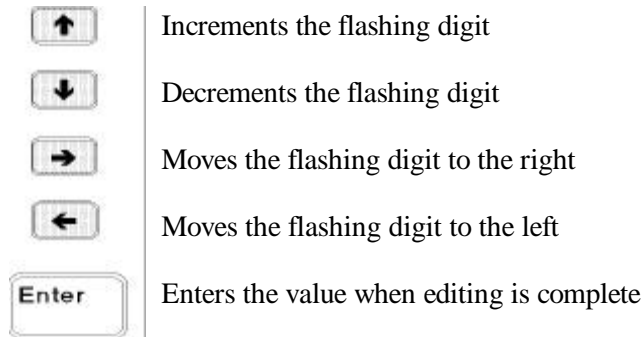 Increments the flashing digit
Decrements the flashing digit
Moves the flashing digit to the right
Moves the flashing digit to the left
Enter Enters the value when editing is complete